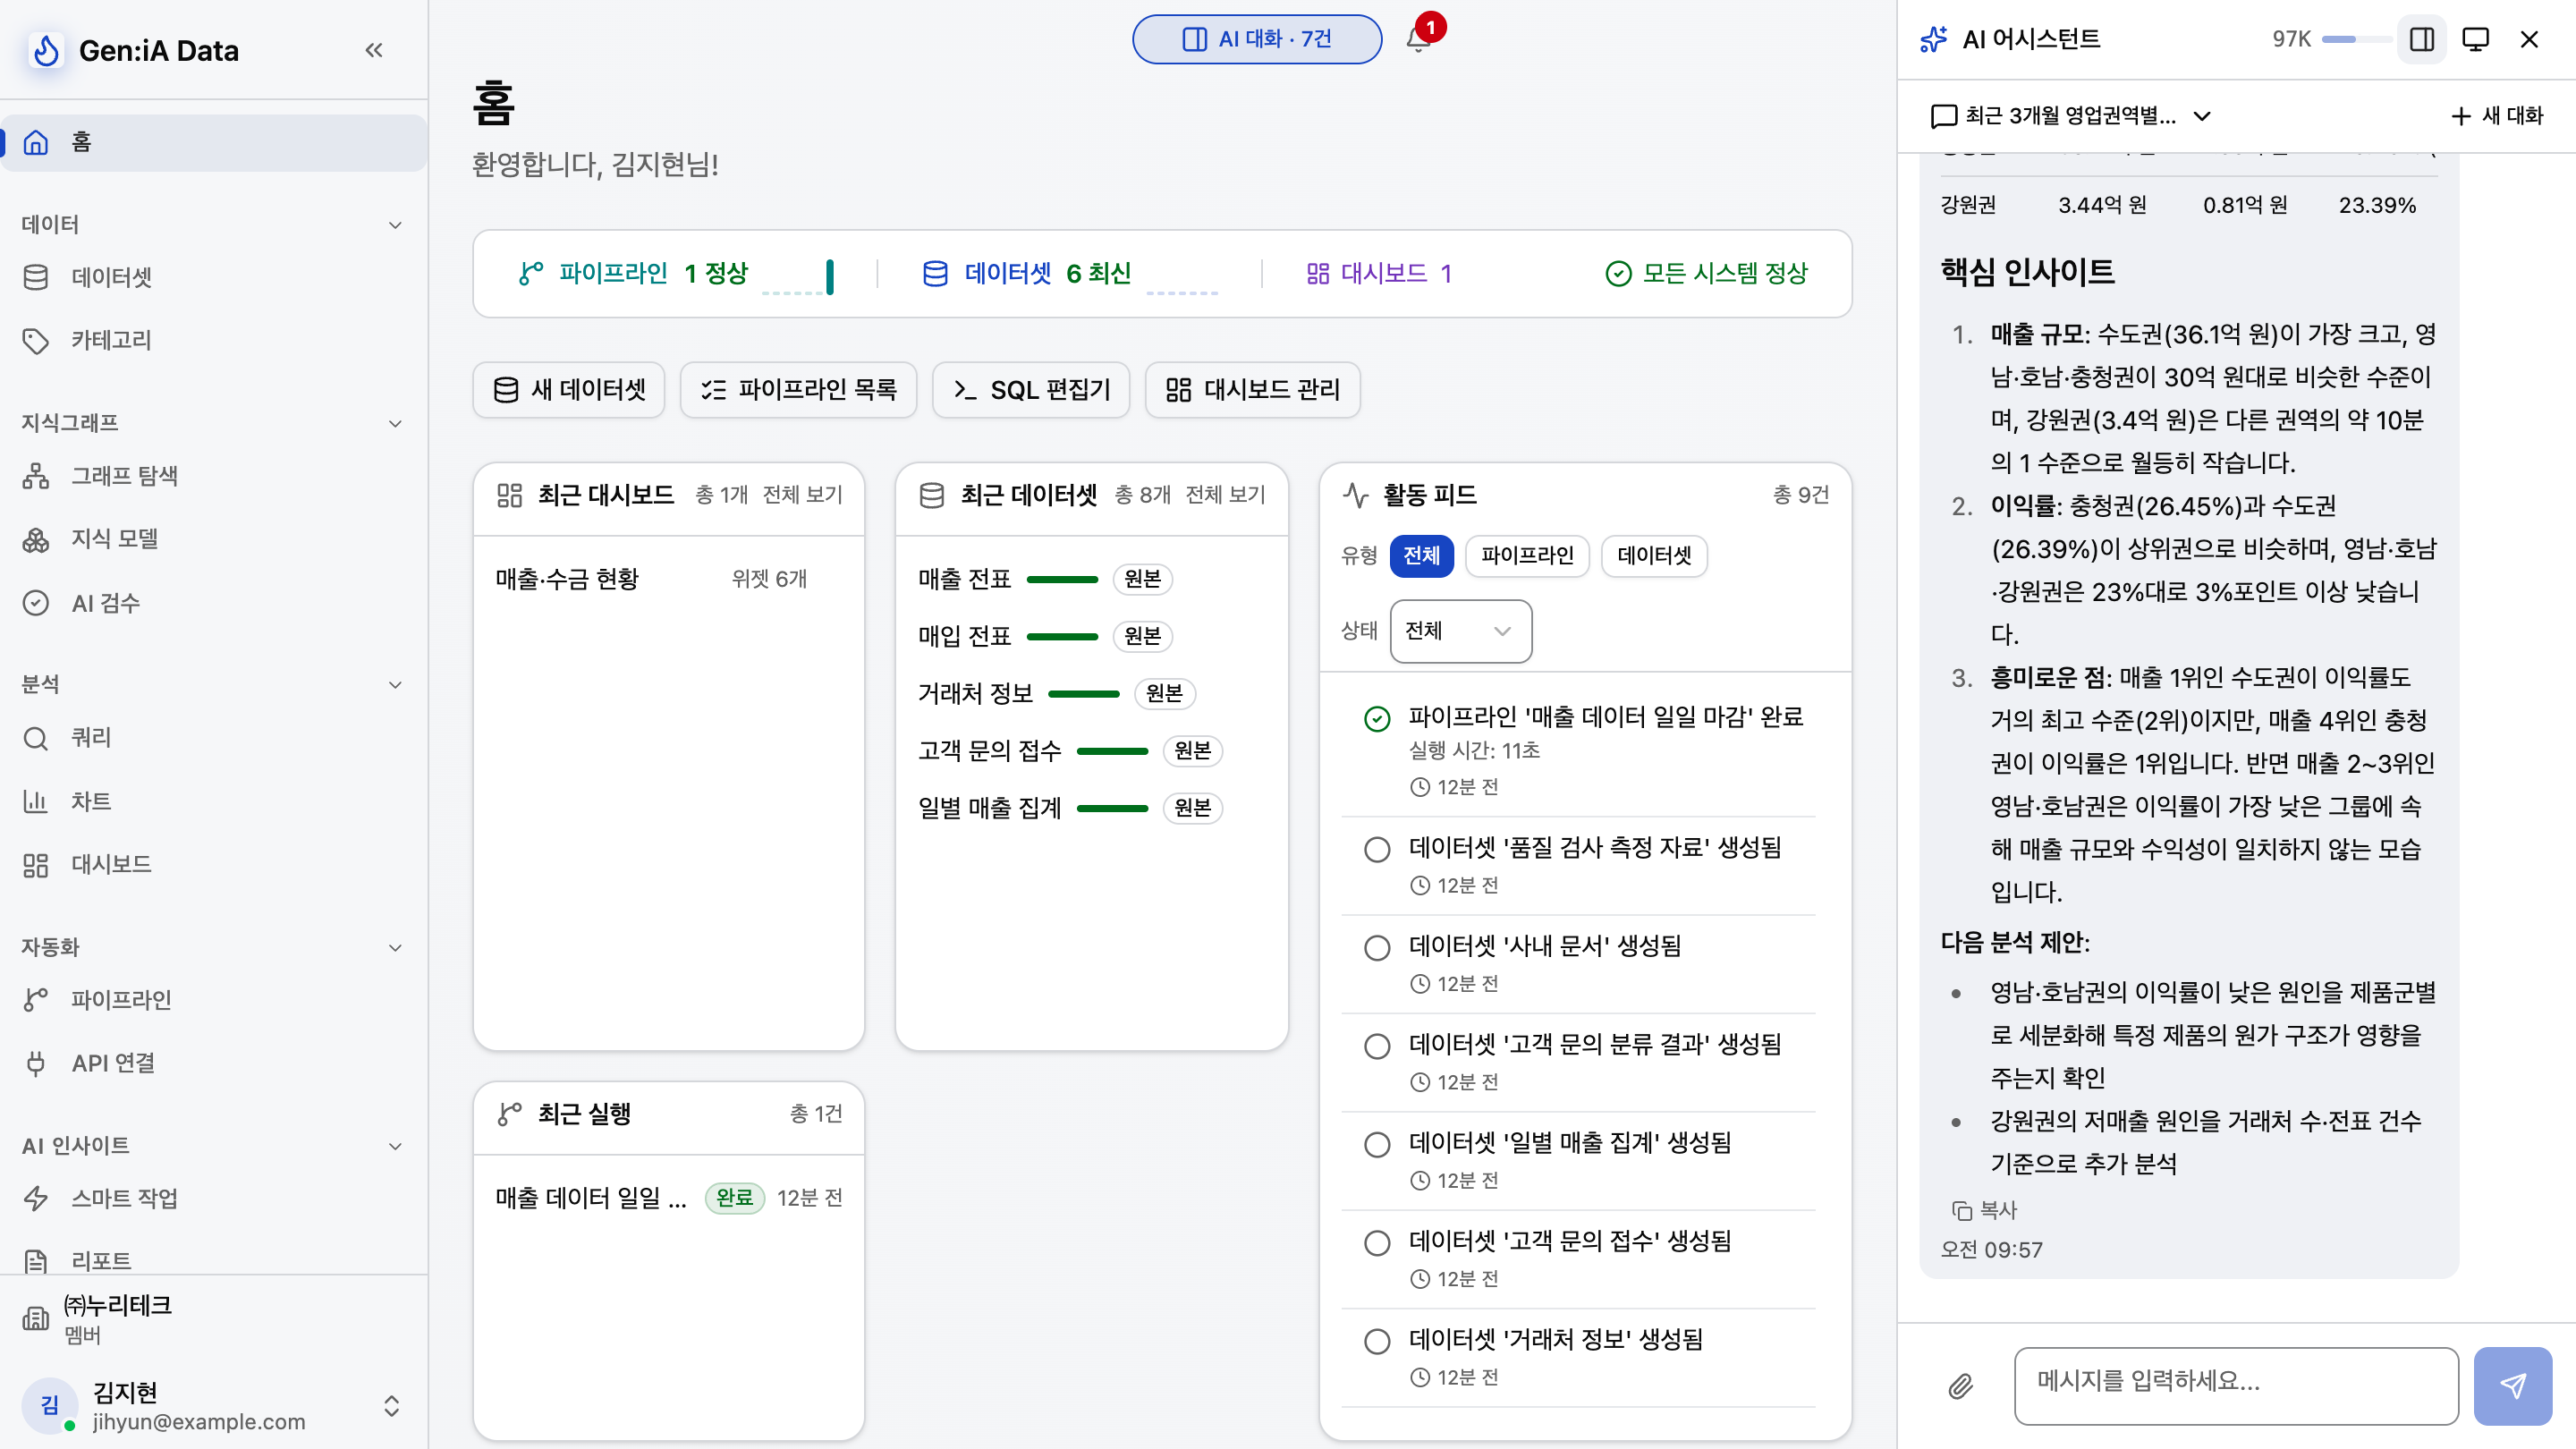 Gen:iA Data
홈
데이터
데이터셋
카테고리
지식그래프
그래프 탐색
지식 모델
AI 검수
분석
쿼리
차트
대시보드
자동화
파이프라인
API 연결
AI 인사이트
스마트 작업
리포트
㈜누리테크
멤버
김
김지현
jihyun@example.com
AI 대화 · 7건
1
홈
환영합니다, 김지현님!
파이프라인 1 정상
데이터셋 6 최신
대시보드 1
모든 시스템 정상
새 데이터셋
파이프라인 목록
SQL 편집기
대시보드 관리
최근 대시보드 총 1개 전체 보기
매출·수금 현황 위젯 6개
최근 데이터셋 총 8개 전체 보기
매출 전표 원본
매입 전표 원본
거래처 정보 원본
고객 문의 접수 원본
일별 매출 집계 원본
최근 실행 총 1건
매출 데이터 일일 ... 완료 12분 전
활동 피드 총 9건
유형 전체 파이프라인 데이터셋
상태 전체
파이프라인 '매출 데이터 일일 마감' 완료
실행 시간: 11초
12분 전
데이터셋 '품질 검사 측정 자료' 생성됨
12분 전
데이터셋 '사내 문서' 생성됨
12분 전
데이터셋 '고객 문의 분류 결과' 생성됨
12분 전
데이터셋 '일별 매출 집계' 생성됨
12분 전
데이터셋 '고객 문의 접수' 생성됨
12분 전
데이터셋 '거래처 정보' 생성됨
12분 전
AI 어시스턴트 97K
최근 3개월 영업권역별... 새 대화
강원권 3.44억 원 0.81억 원 23.39%
핵심 인사이트
1. 매출 규모: 수도권(36.1억 원)이 가장 크고, 영
남·호남·충청권이 30억 원대로 비슷한 수준이
며, 강원권(3.4억 원)은 다른 권역의 약 10분
의 1 수준으로 월등히 작습니다.
2. 이익률: 충청권(26.45%)과 수도권
(26.39%)이 상위권으로 비슷하며, 영남·호남
·강원권은 23%대로 3%포인트 이상 낮습니
다.
3. 흥미로운 점: 매출 1위인 수도권이 이익률도
거의 최고 수준(2위)이지만, 매출 4위인 충청
권이 이익률은 1위입니다. 반면 매출 2~3위인
영남·호남권은 이익률이 가장 낮은 그룹에 속
해 매출 규모와 수익성이 일치하지 않는 모습
입니다.
다음 분석 제안:
• 영남·호남권의 이익률이 낮은 원인을 제품군별
로 세분화해 특정 제품의 원가 구조가 영향을
주는지 확인
• 강원권의 저매출 원인을 거래처 수·전표 건수
기준으로 추가 분석
복사
오전 09:57
메시지를 입력하세요...